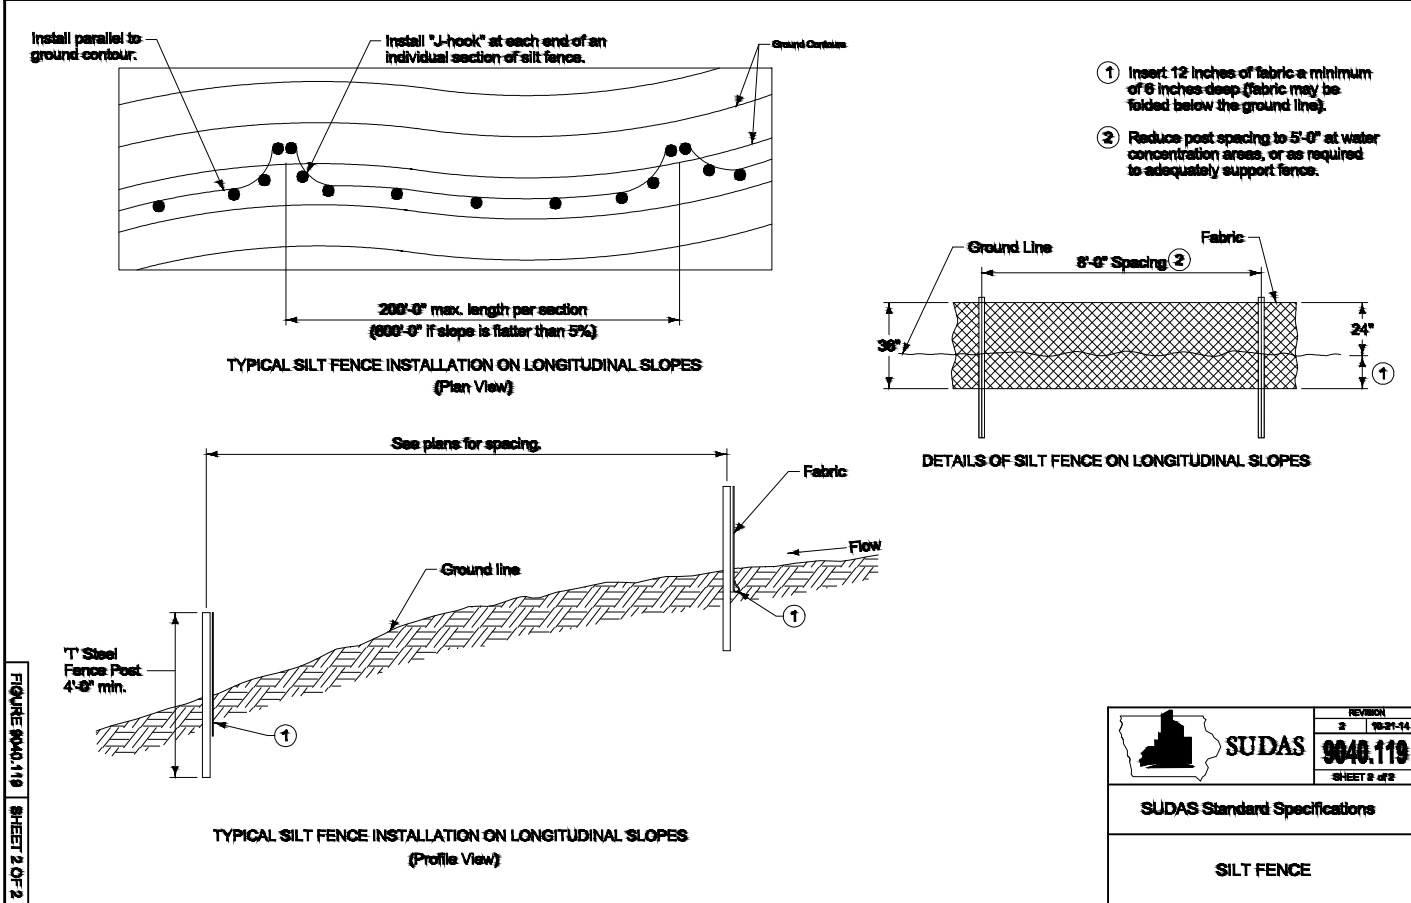 Install parallel to
ground contour.
Install "J-hook" at each end of an
individual section of silt fence.
Ground Contours
1 Insert 12 inches of fabric a minimum
of 6 inches deep (fabric may be
folded below the ground line).
2 Reduce post spacing to 5'-0" at water
concentration areas, or as required
to adequately support fence.
200'-0" max. length per section
(600'-0" if slope is flatter than 5%)
TYPICAL SILT FENCE INSTALLATION ON LONGITUDINAL SLOPES
(Plan View)
Ground Line
Fabric
8'-0" Spacing 2
36"
24"
1
DETAILS OF SILT FENCE ON LONGITUDINAL SLOPES
See plans for spacing.
Fabric
Flow
Ground line
1
'T' Steel
Fence Post
4'-0" min.
1
TYPICAL SILT FENCE INSTALLATION ON LONGITUDINAL SLOPES
(Profile View)
FIGURE 9040.119 SHEET 2 OF 2
SUDAS
REVISION
2 10-21-14
9040.119
SHEET 2 of 2
SUDAS Standard Specifications
SILT FENCE